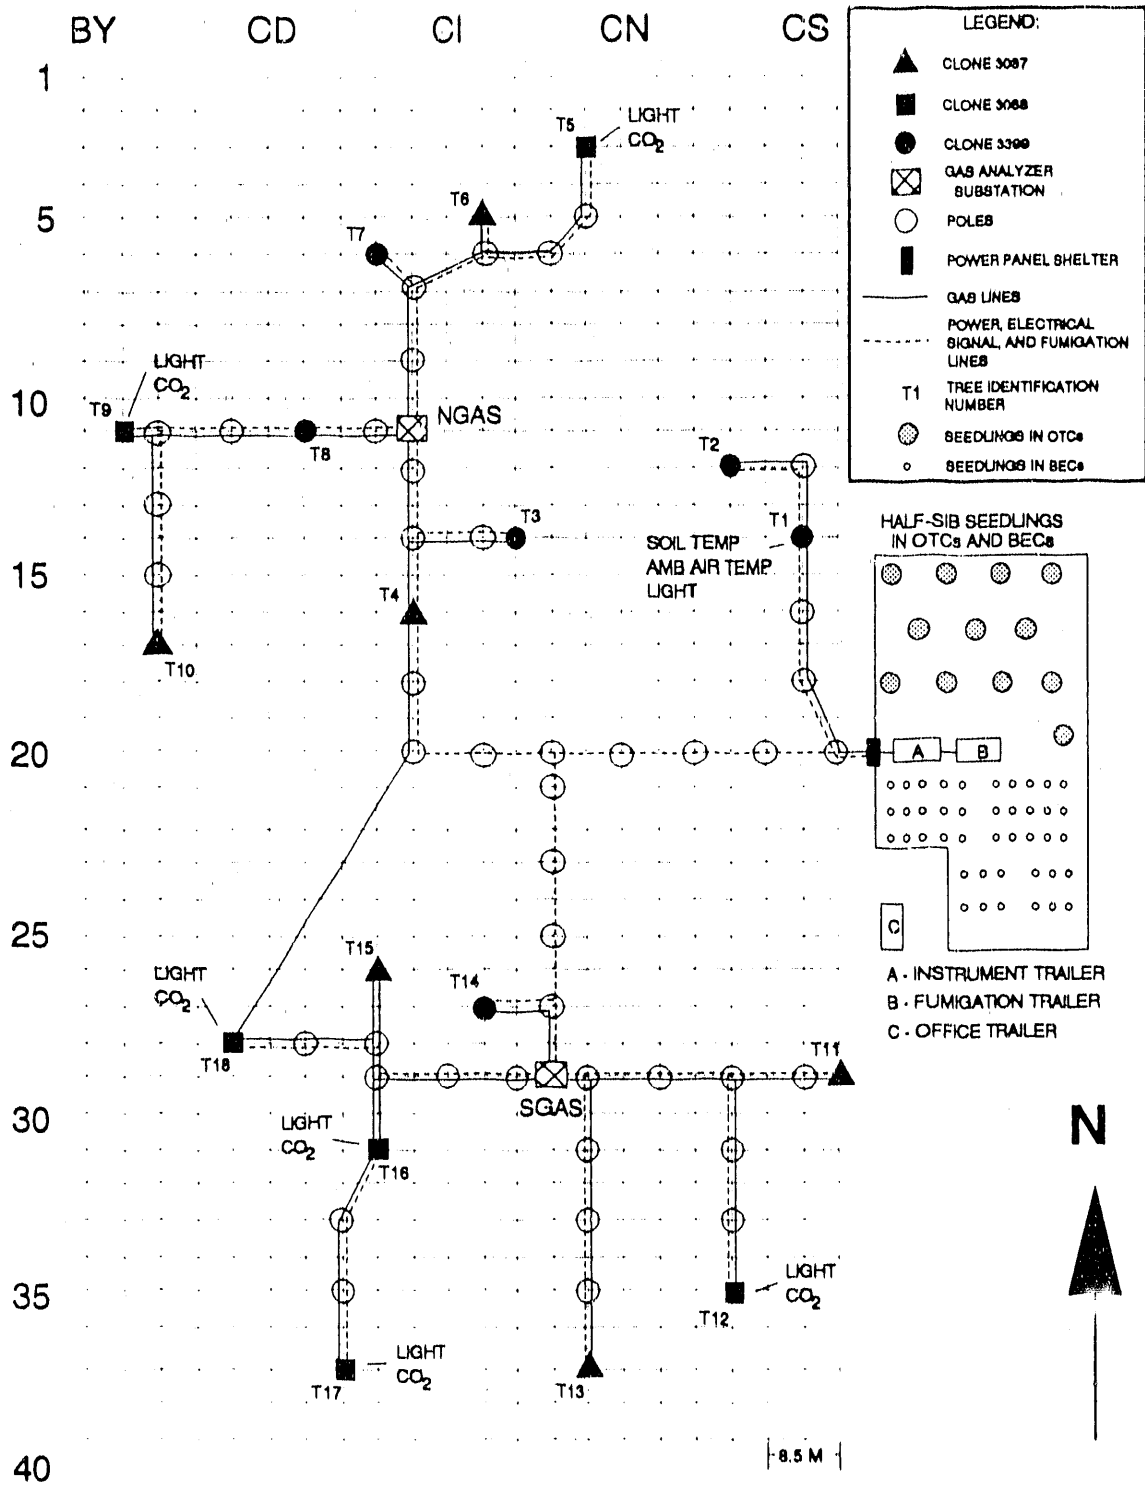 BY CD CI CN CS
LEGEND:
CLONE 3087
CLONE 3088
CLONE 3399
GAS ANALYZER
SUBSTATION
POLES
POWER PANEL SHELTER
GAS LINES
POWER, ELECTRICAL
SIGNAL, AND FUMIGATION
LINES
T1 TREE IDENTIFICATION
NUMBER
SEEDLINGS IN OTCs
SEEDLINGS IN BECs
1
T5 LIGHT
CO2
5
T6
T7
LIGHT
CO2
10
T9
NGAS
T8
T2
T3
T1
SOIL TEMP
AMB AIR TEMP
LIGHT
HALF-SIB SEEDLINGS
IN OTCs AND BECs
15
T4
T10
20
A B
25
T15
C
LIGHT
CO2
T14
A - INSTRUMENT TRAILER
B - FUMIGATION TRAILER
C - OFFICE TRAILER
T18
T11
SGAS
30
LIGHT
CO2
T16
N
35
LIGHT
CO2
T12
LIGHT
CO2
T17
T13
8.5 M
40